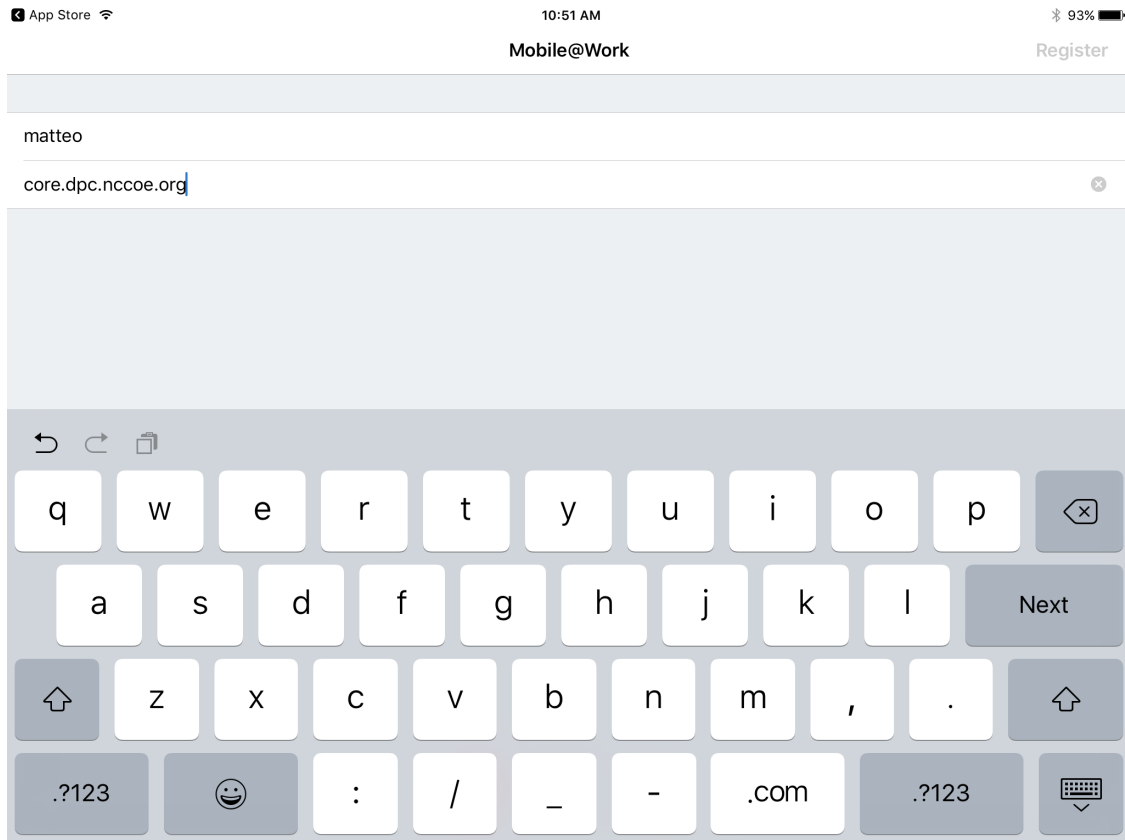 App Store 10:51 AM 93%
Mobile@Work Register
matteo
core.dpc.nccoe.org
q w e r t y u i o p
a s d f g h j k l Next
z x c v b n m , .
.?123 : / _ - .com .?123